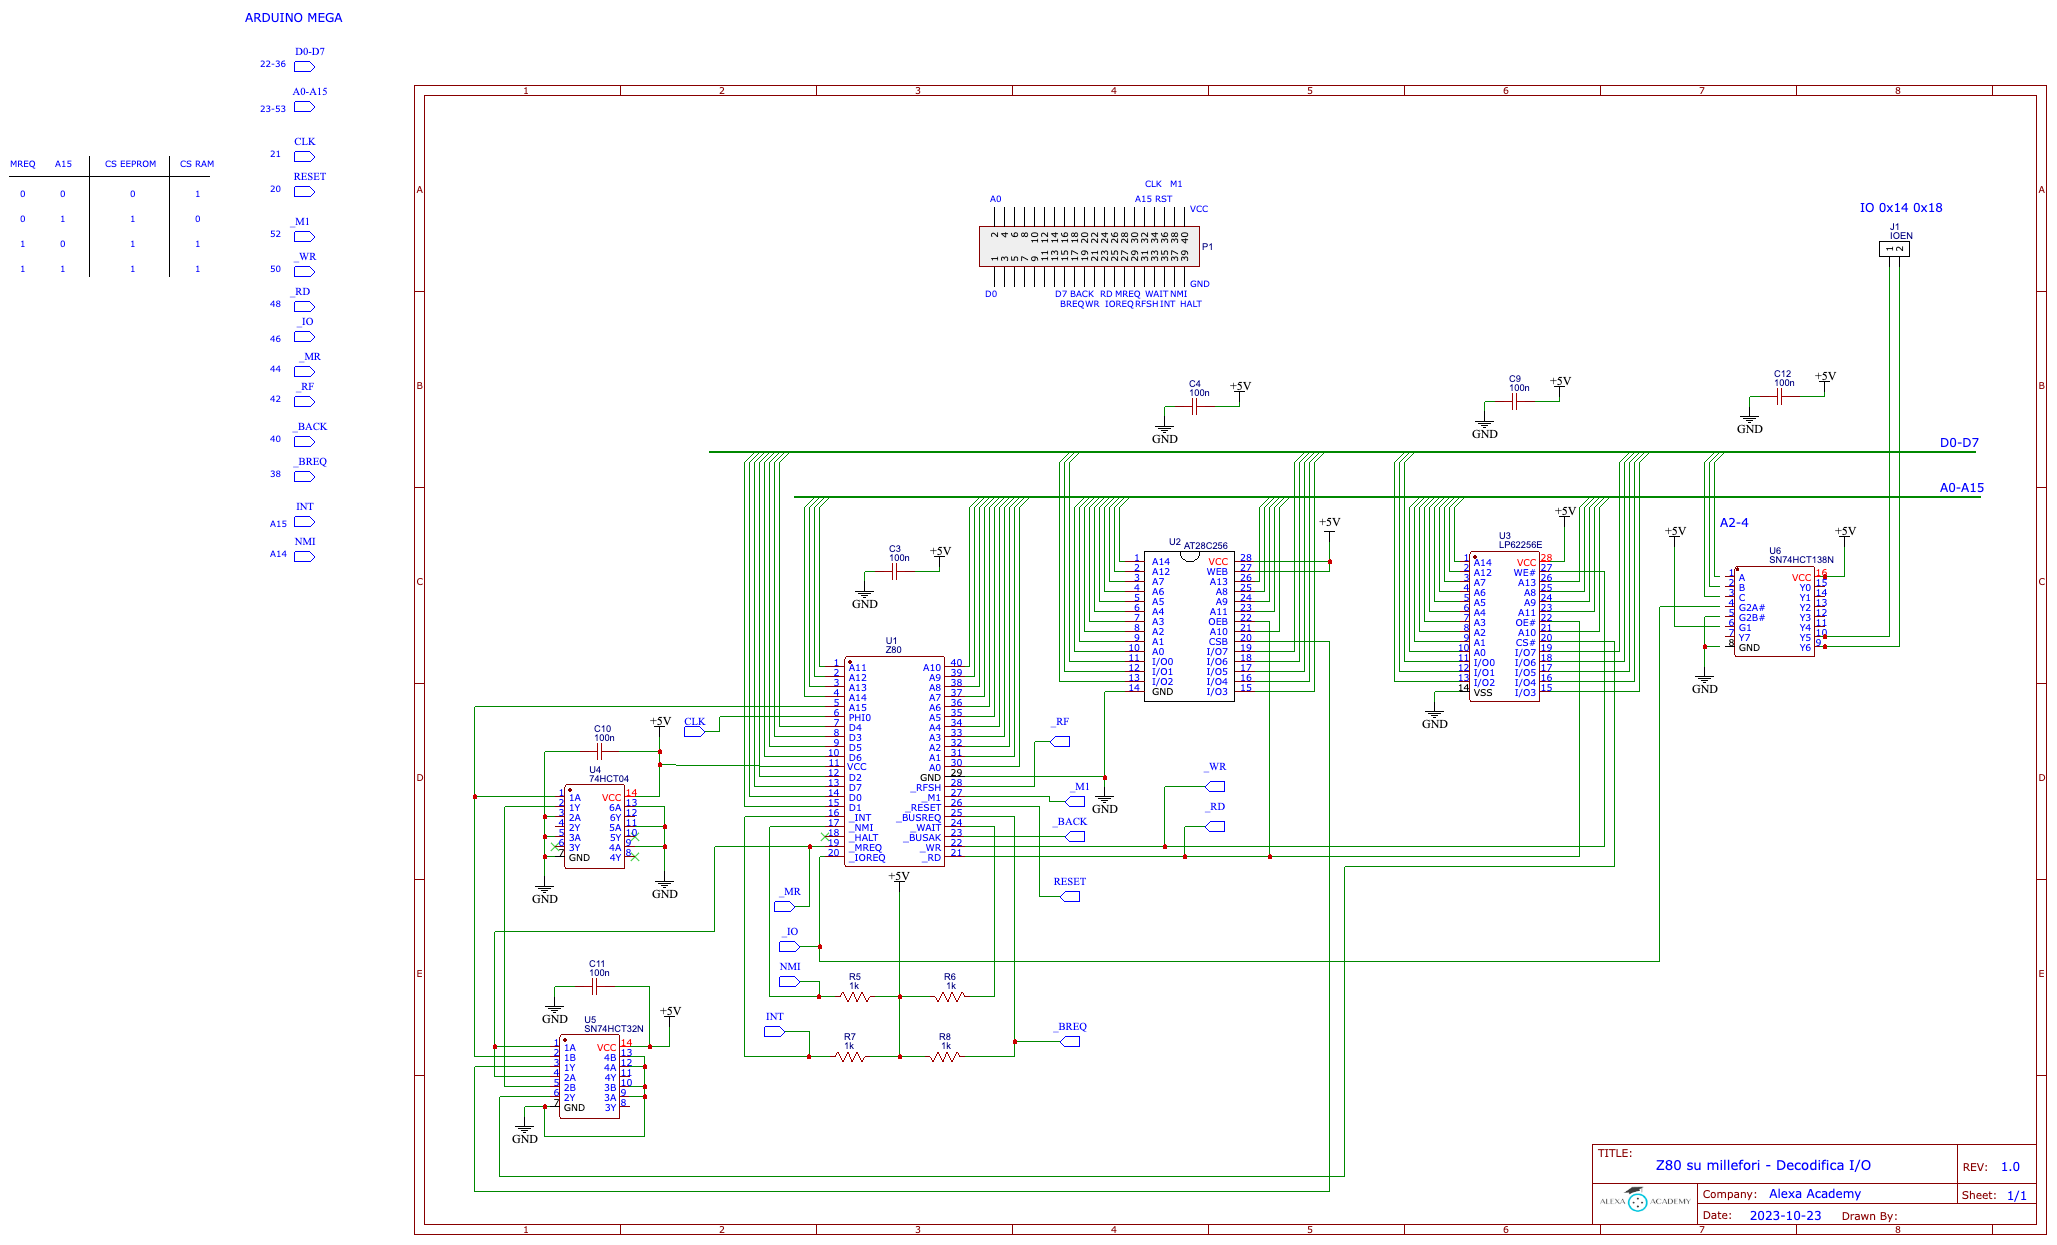 ARDUINO MEGA
D0-D7
22-36
A0-A15
23-53
CLK
21
RESET
20
_M1
52
_WR
50
_RD
48
_IO
46
_MR
44
_RF
42
_BACK
40
_BREQ
38
INT
A15
NMI
A14
MREQ A15 CS EEPROM CS RAM
0 0 0 1
0 1 1 0
1 0 1 1
1 1 1 1
1 2 3 4 5 6 7 8
A
B
C
D
E
CLK M1
A0 A15 RST VCC
2 4 6 8 10 12 14 16 18 20 22 24 26 28 30 32 34 36 38 40
P1
1 3 5 7 9 11 13 15 17 19 21 23 25 27 29 31 33 35 37 39
GND
D0 D7 BACK RD MREQ WAIT NMI
BREQ WR IOREQ RFSH INT HALT
IO 0x14 0x18
J1
IOEN
1 2
C4
100n
+5V
GND
C9
100n
+5V
GND
C12
100n
+5V
GND
D0-D7
A0-A15
A2-4
C3
100n
+5V
GND
U1
Z80
1 A11 A10 40
2 A12 A9 39
3 A13 A8 38
4 A14 A7 37
5 A15 A6 36
6 PHI0 A5 35
7 D4 A4 34
8 D3 A3 33
9 D5 A2 32
10 D6 A1 31
11 VCC A0 30
12 D2 GND 29
13 D7 _RFSH 28
14 D0 _M1 27
15 D1 _RESET 26
16 _INT _BUSREQ 25
17 _NMI _WAIT 24
18 _HALT _BUSAK 23
19 _MREQ _WR 22
20 _IOREQ _RD 21
+5V
U2 AT28C256
+5V
1 A14 VCC 28
2 A12 WEB 27
3 A7 A13 26
4 A6 A8 25
5 A5 A9 24
6 A4 A11 23
7 A3 OEB 22
8 A2 A10 21
9 A1 CSB 20
10 A0 I/O7 19
11 I/O0 I/O6 18
12 I/O1 I/O5 17
13 I/O2 I/O4 16
14 GND I/O3 15
GND
U3
LP62256E
+5V
1 A14 VCC 28
2 A12 WE# 27
3 A7 A13 26
4 A6 A8 25
5 A5 A9 24
6 A4 A11 23
7 A3 OE# 22
8 A2 A10 21
9 A1 CS# 20
10 A0 I/O7 19
11 I/O0 I/O6 18
12 I/O1 I/O5 17
13 I/O2 I/O4 16
14 VSS I/O3 15
GND
+5V
U6
SN74HCT138N
+5V
1 A VCC 16
2 B Y0 15
3 C Y1 14
4 G2A# Y2 13
5 G2B# Y3 12
6 G1 Y4 11
7 Y7 Y5 10
8 GND Y6 9
GND
CLK
_RF
_M1
_BACK
_WR
_RD
RESET
_MR
_IO
NMI
INT
_BREQ
R5
1k
R6
1k
R7
1k
R8
1k
C10
100n
+5V
U4
74HCT04
1 1A VCC 14
2 1Y 6A 13
3 2A 6Y 12
4 2Y 5A 11
5 3A 5Y 10
6 3Y 4A 9
7 GND 4Y 8
GND
GND
C11
100n
GND
+5V
U5
SN74HCT32N
1 1A VCC 14
2 1B 4B 13
3 1Y 4A 12
4 2A 4Y 11
5 2B 3B 10
6 2Y 3A 9
7 GND 3Y 8
GND
TITLE:
Z80 su millefori - Decodifica I/O
REV: 1.0
ALEXA ACADEMY
Company: Alexa Academy
Sheet: 1/1
Date: 2023-10-23 Drawn By:
1 2 3 4 5 6 7 8
A
B
C
D
E